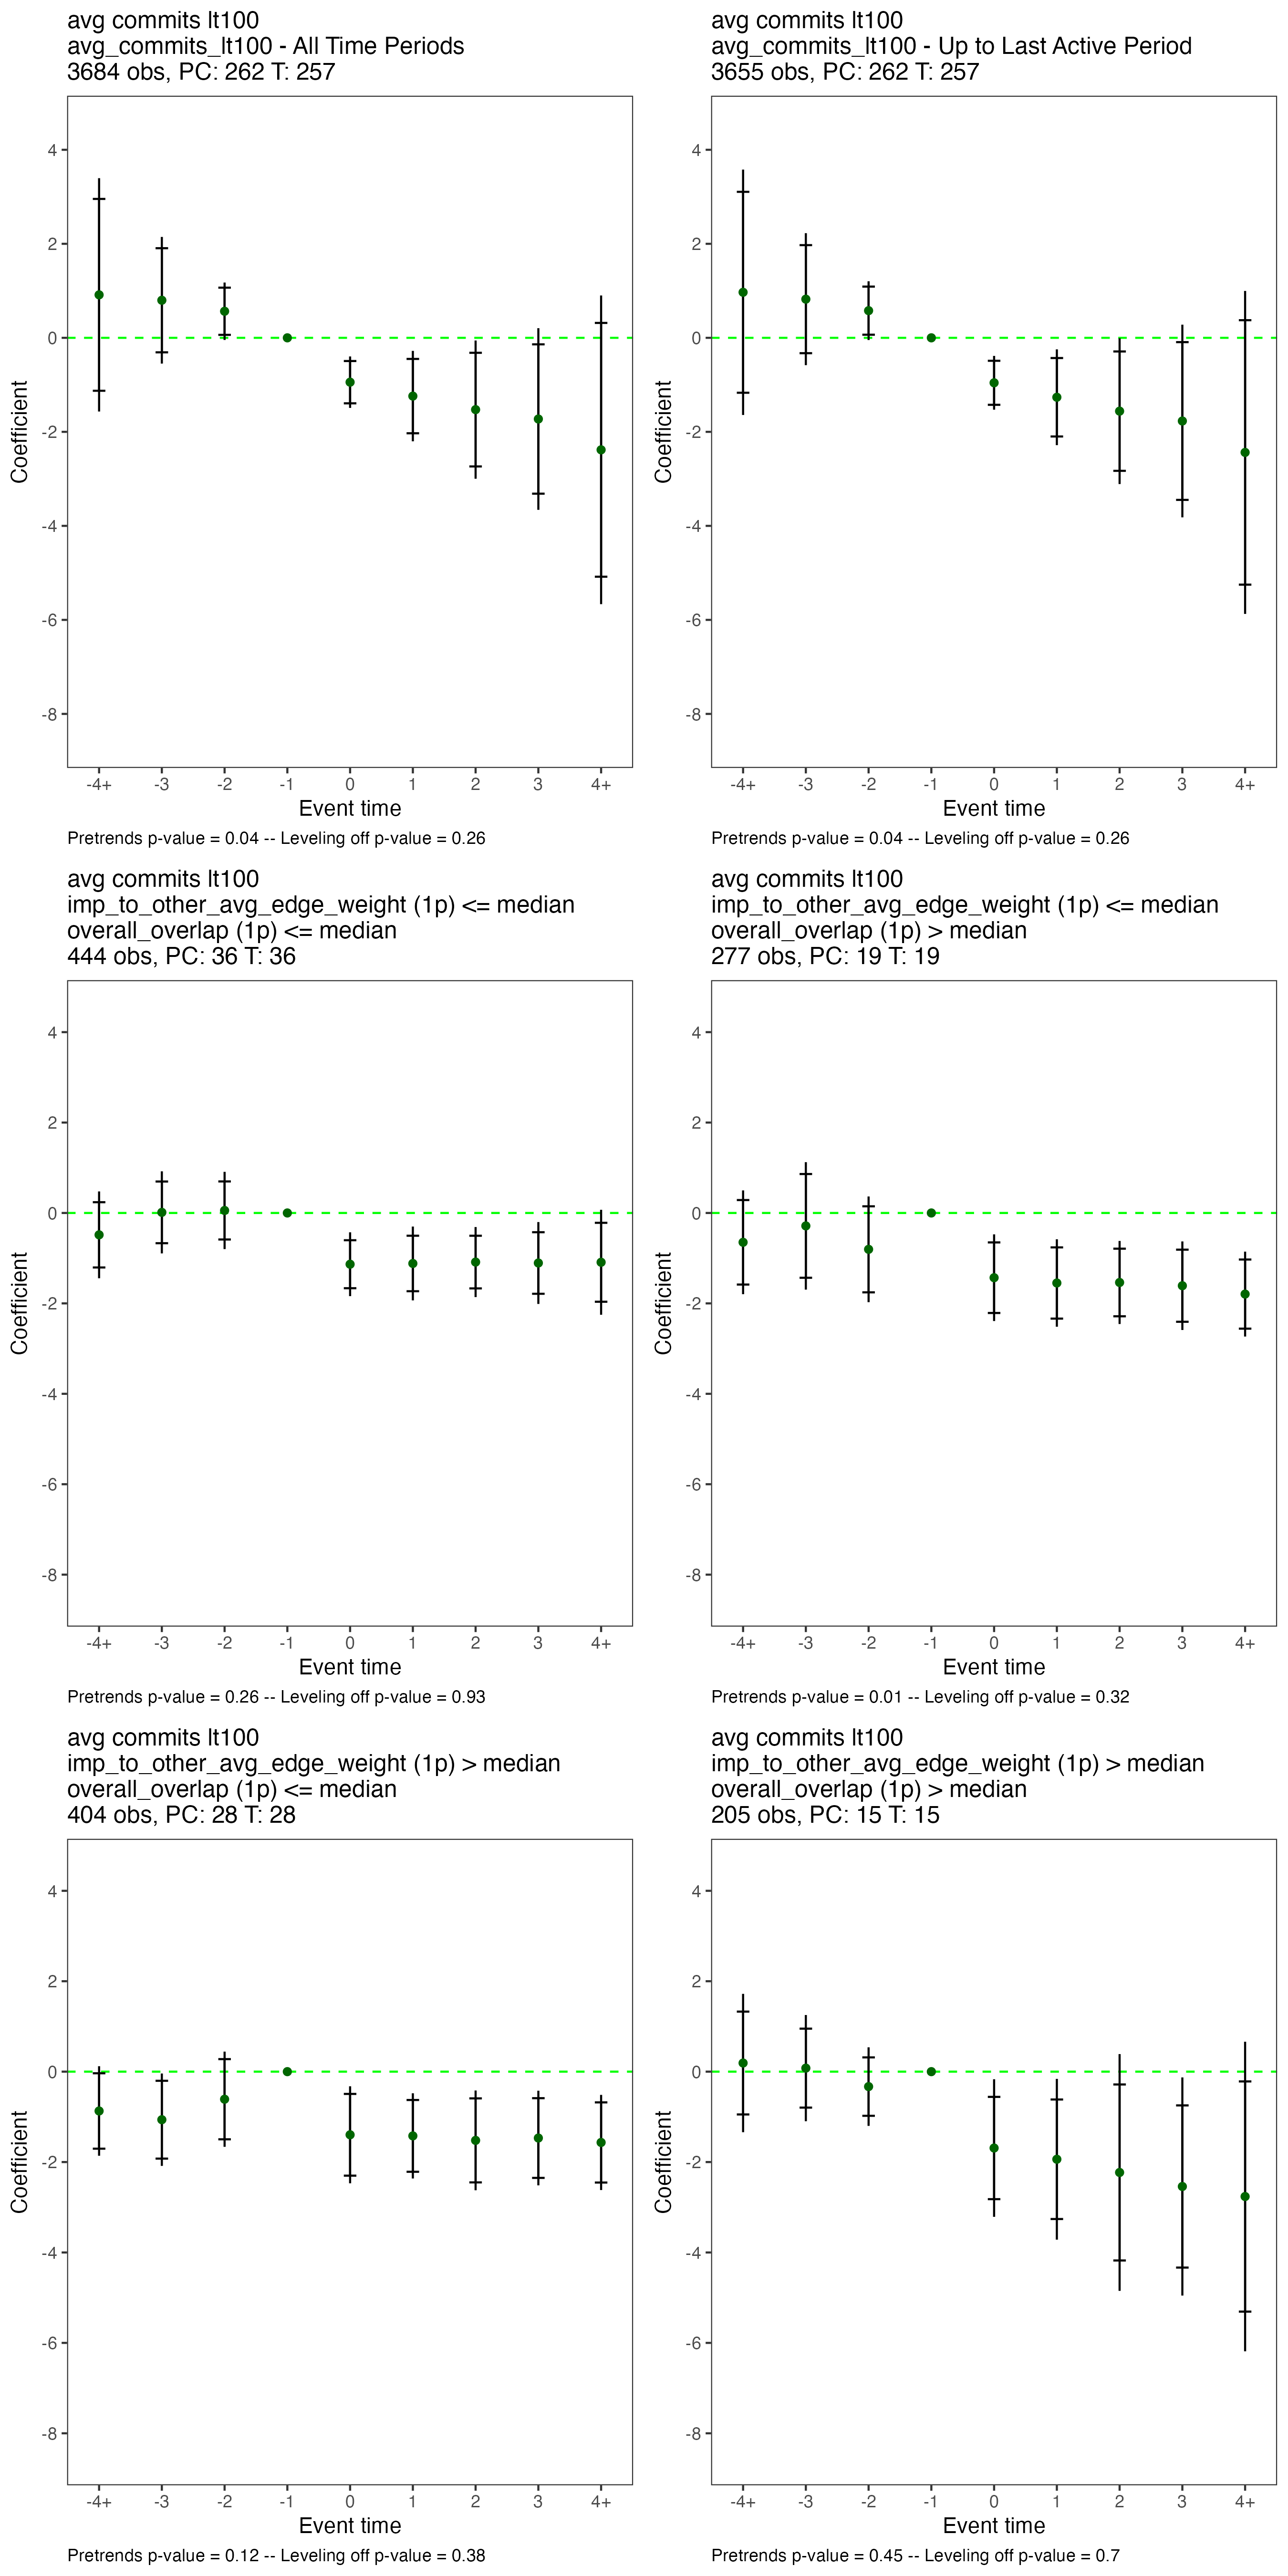 avg commits lt100
avg_commits_lt100 - All Time Periods
3684 obs, PC: 262 T: 257
4
2
0
-2
-4
-6
-8
Coefficient
-4+ -3 -2 -1 0 1 2 3 4+
Event time
Pretrends p-value = 0.04 -- Leveling off p-value = 0.26
avg commits lt100
avg_commits_lt100 - Up to Last Active Period
3655 obs, PC: 262 T: 257
4
2
0
-2
-4
-6
-8
Coefficient
-4+ -3 -2 -1 0 1 2 3 4+
Event time
Pretrends p-value = 0.04 -- Leveling off p-value = 0.26
avg commits lt100
imp_to_other_avg_edge_weight (1p) <= median
overall_overlap (1p) <= median
444 obs, PC: 36 T: 36
4
2
0
-2
-4
-6
-8
Coefficient
-4+ -3 -2 -1 0 1 2 3 4+
Event time
Pretrends p-value = 0.26 -- Leveling off p-value = 0.93
avg commits lt100
imp_to_other_avg_edge_weight (1p) <= median
overall_overlap (1p) > median
277 obs, PC: 19 T: 19
4
2
0
-2
-4
-6
-8
Coefficient
-4+ -3 -2 -1 0 1 2 3 4+
Event time
Pretrends p-value = 0.01 -- Leveling off p-value = 0.32
avg commits lt100
imp_to_other_avg_edge_weight (1p) > median
overall_overlap (1p) <= median
404 obs, PC: 28 T: 28
4
2
0
-2
-4
-6
-8
Coefficient
-4+ -3 -2 -1 0 1 2 3 4+
Event time
Pretrends p-value = 0.12 -- Leveling off p-value = 0.38
avg commits lt100
imp_to_other_avg_edge_weight (1p) > median
overall_overlap (1p) > median
205 obs, PC: 15 T: 15
4
2
0
-2
-4
-6
-8
Coefficient
-4+ -3 -2 -1 0 1 2 3 4+
Event time
Pretrends p-value = 0.45 -- Leveling off p-value = 0.7